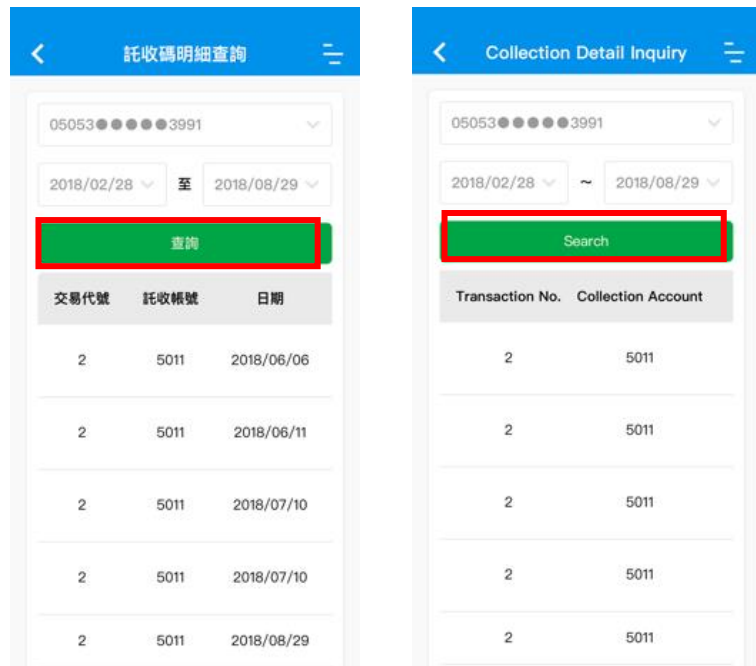 託收碼明細查詢
05053●●●●●3991
2018/02/28 至 2018/08/29
查詢
交易代號 託收帳號 日期
2 5011 2018/06/06
2 5011 2018/06/11
2 5011 2018/07/10
2 5011 2018/07/10
2 5011 2018/08/29
Collection Detail Inquiry
05053●●●●●3991
2018/02/28 ~ 2018/08/29
Search
Transaction No. Collection Account
2 5011
2 5011
2 5011
2 5011
2 5011